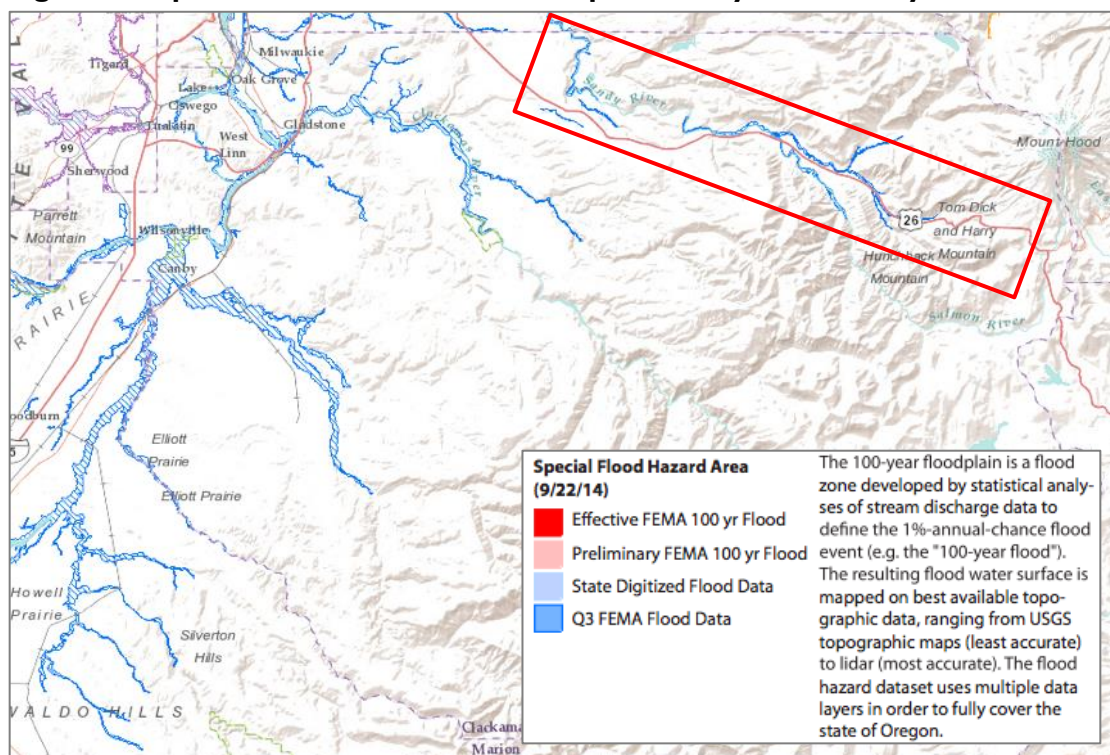 Milwaukie
Tigard
Oak Grove
Lake
Oswego
Sandy River
Clackamas
River
Tualatin
Gladstone
West
Linn
99
Sherwood
Mount Hood
Parrett
Mountain
Wilsonville
26
Tom Dick
and Harry
Mountain
Hunchback
Mountain
Canby
PRAIRIE
Salmon River
Elliott
Prairie
Elliott Prairie
5
Howell
Prairie
Silverton
Hills
WALDO HILLS
Marion
Special Flood Hazard Area
(9/22/14)
Effective FEMA 100 yr Flood
Preliminary FEMA 100 yr Flood
State Digitized Flood Data
Q3 FEMA Flood Data
The 100-year floodplain is a flood
zone developed by statistical analy-
ses of stream discharge data to
define the 1%-annual-chance flood
event (e.g. the "100-year flood").
The resulting flood water surface is
mapped on best available topo-
graphic data, ranging from USGS
topographic maps (least accurate)
to lidar (most accurate). The flood
hazard dataset uses multiple data
layers in order to fully cover the
state of Oregon.